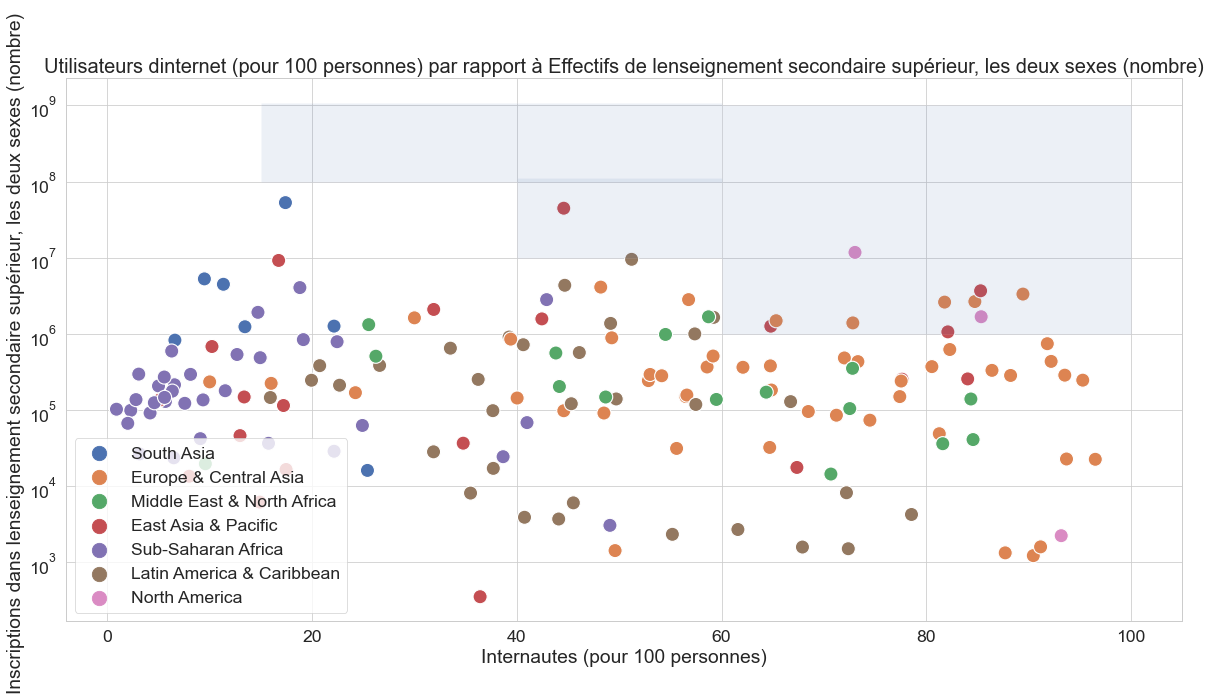 Utilisateurs dinternet (pour 100 personnes) par rapport à Effectifs de lenseignement secondaire supérieur, les deux sexes (nombre)
Inscriptions dans lenseignement secondaire supérieur, les deux sexes (nombre)
10⁹
10⁸
10⁷
10⁶
10⁵
10⁴
10³
South Asia
Europe & Central Asia
Middle East & North Africa
East Asia & Pacific
Sub-Saharan Africa
Latin America & Caribbean
North America
0 20 40 60 80 100
Internautes (pour 100 personnes)